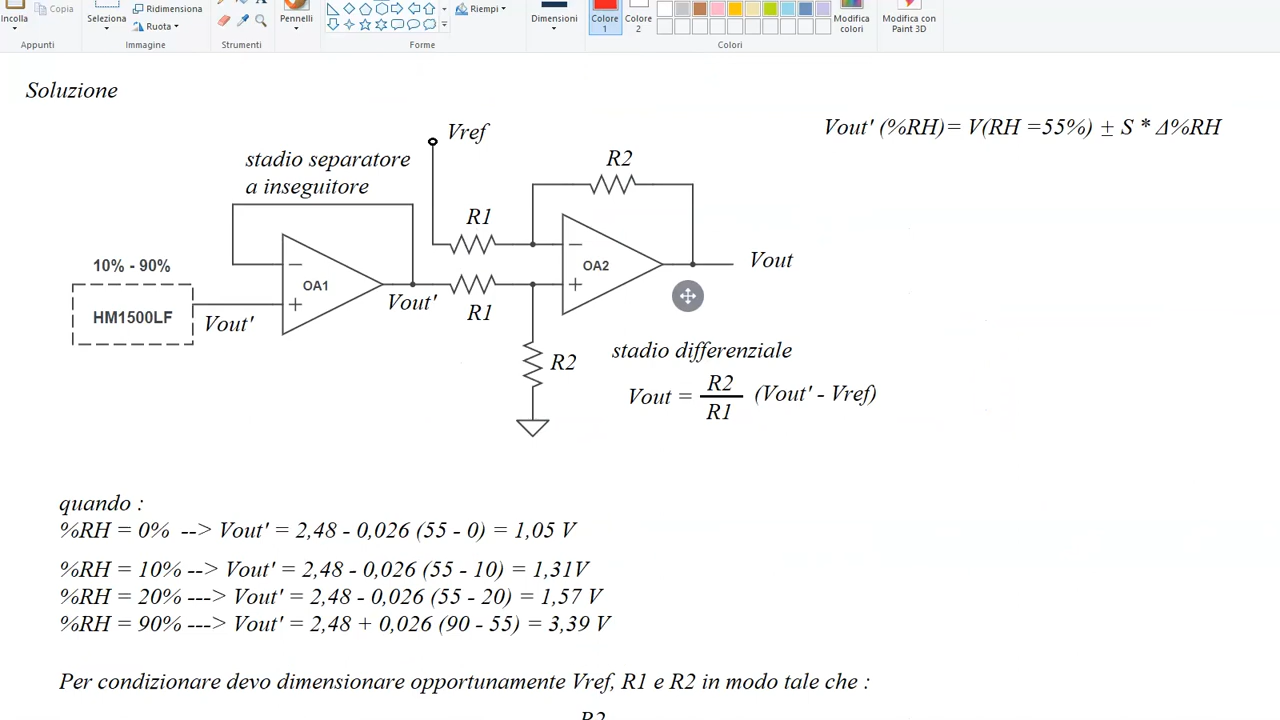 Incolla
Copia
Appunti
Seleziona
Ridimensiona
Ruota
Immagine
Strumenti
Pennelli
Forme
Riempi
Dimensioni
Colore
1
Colore
2
Colori
Modifica
colori
Modifica con
Paint 3D
Soluzione
Vout' (%RH)= V(RH =55%) ± S * Δ%RH
Vref
stadio separatore
a inseguitore
R2
R1
10% - 90%
HM1500LF
Vout'
− 
+
OA1
Vout'
R1
−
+
OA2
Vout
R2
stadio differenziale
Vout = R2
R1 (Vout' - Vref)
quando :
%RH = 0% --> Vout' = 2,48 - 0,026 (55 - 0) = 1,05 V
%RH = 10% --> Vout' = 2,48 - 0,026 (55 - 10) = 1,31V
%RH = 20% ---> Vout' = 2,48 - 0,026 (55 - 20) = 1,57 V
%RH = 90% ---> Vout' = 2,48 + 0,026 (90 - 55) = 3,39 V
Per condizionare devo dimensionare opportunamente Vref, R1 e R2 in modo tale che :
R2